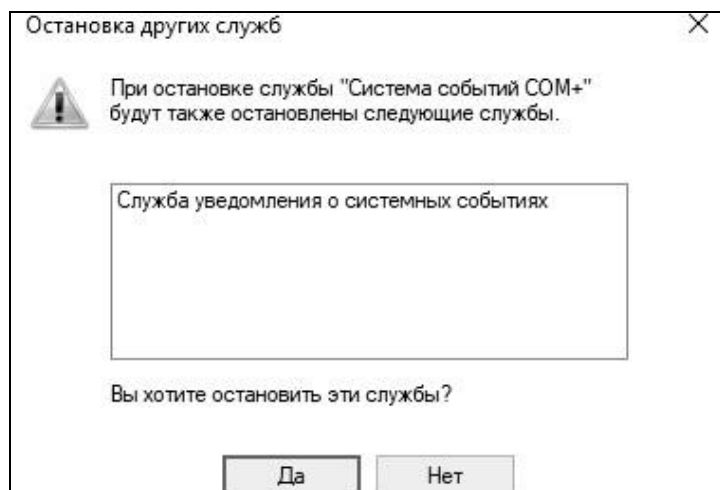 Остановка других служб
При остановке службы "Система событий COM+"
будут также остановлены следующие службы.
Служба уведомления о системных событиях
Вы хотите остановить эти службы?
Да Нет